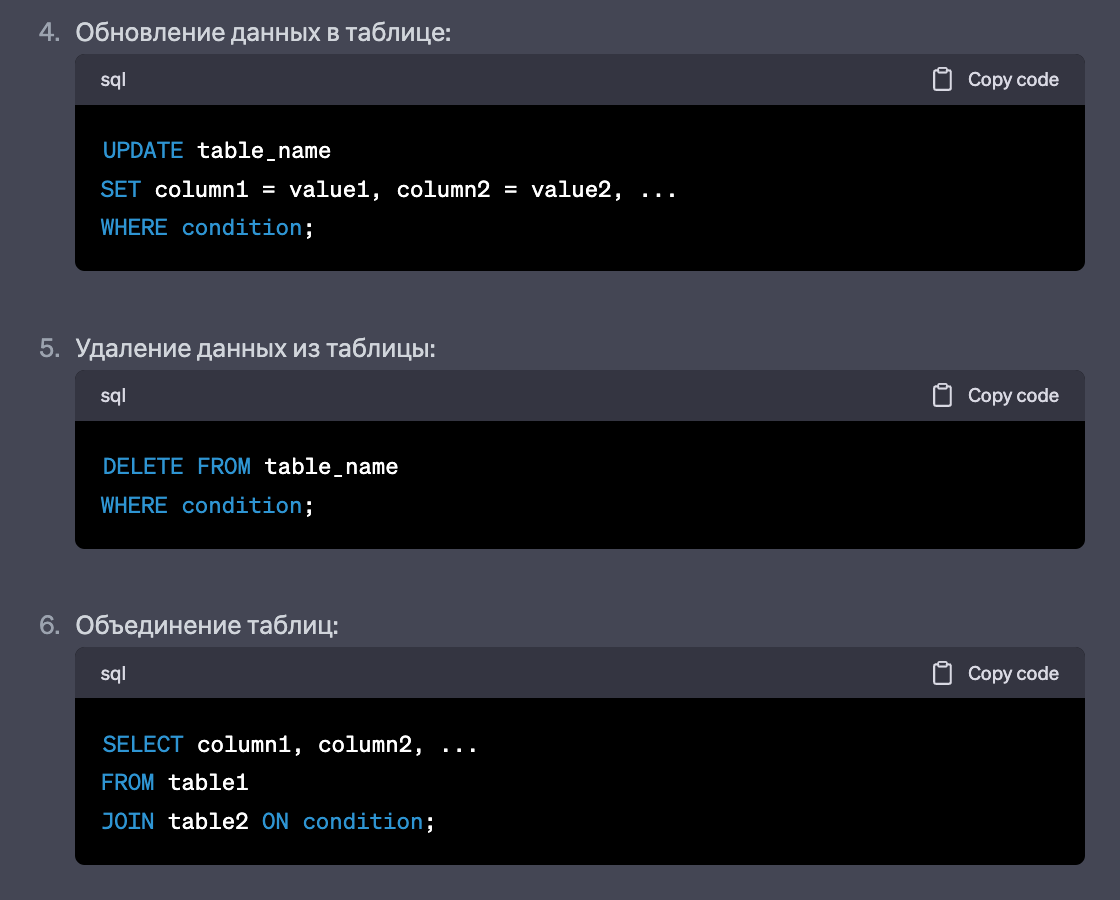 4. Обновление данных в таблице:
sql Copy code
UPDATE table_name
SET column1 = value1, column2 = value2, ...
WHERE condition;
5. Удаление данных из таблицы:
sql Copy code
DELETE FROM table_name
WHERE condition;
6. Объединение таблиц:
sql Copy code
SELECT column1, column2, ...
FROM table1
JOIN table2 ON condition;